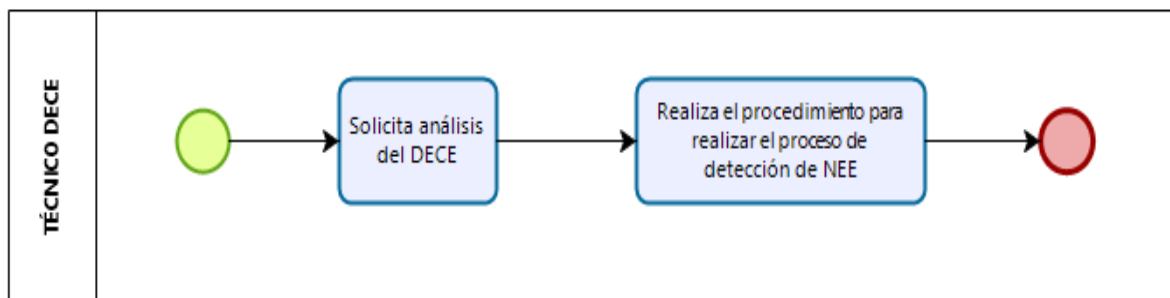 TÉCNICO DECE
Solicita análisis
del DECE
Realiza el procedimiento para
realizar el proceso de
detección de NEE